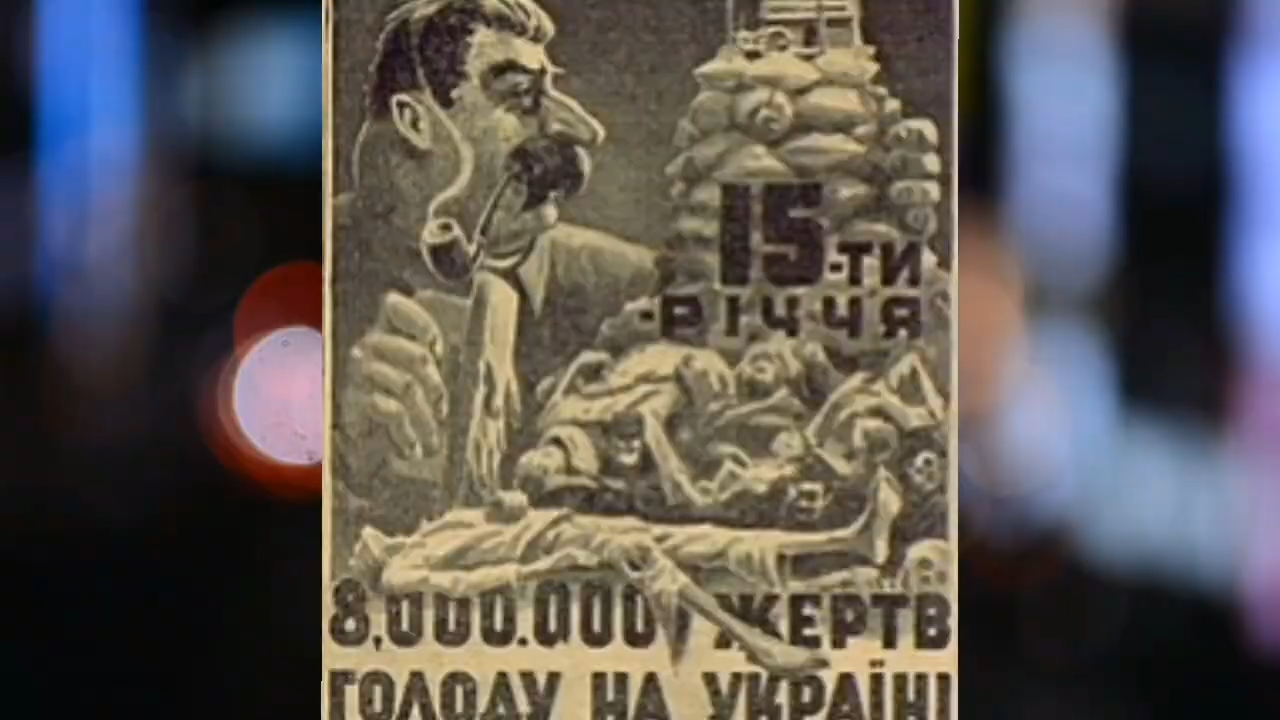 15-ти
-річчя
8,000.000 ЖЕРТВ
ГОЛОДУ НА УКРАЇНІ